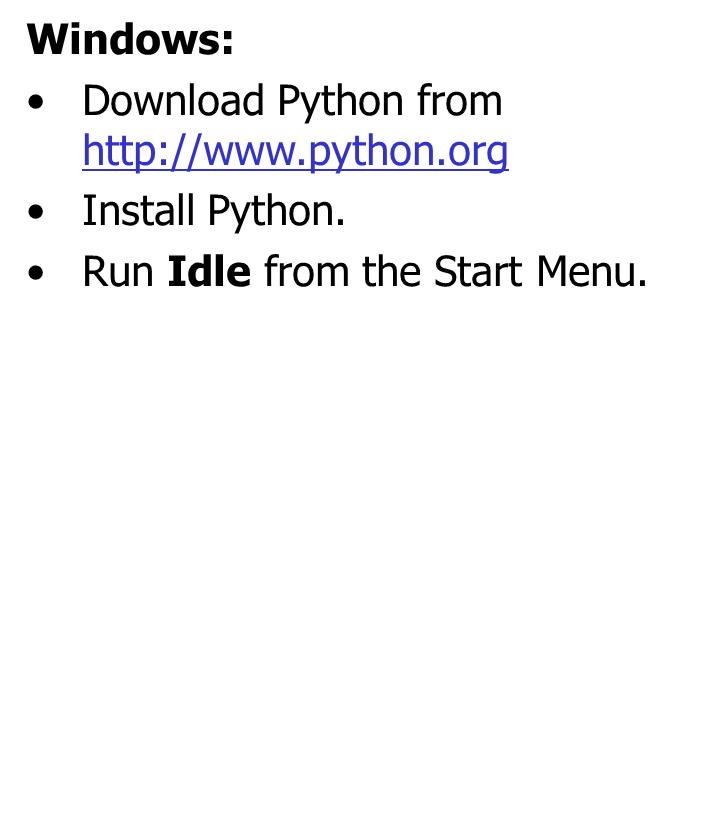 Windows:
• Download Python from
http://www.python.org
• Install Python.
• Run Idle from the Start Menu.